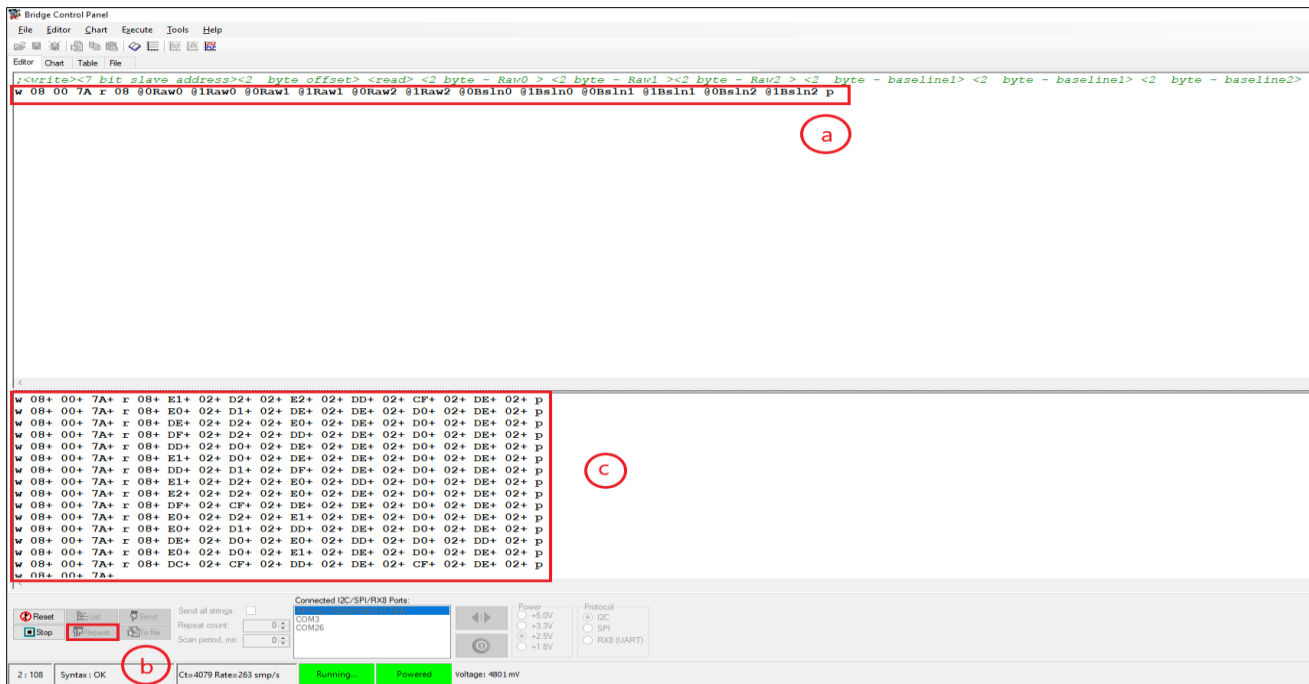 Bridge Control Panel
File Editor Chart Execute Tools Help
Editor Chart Table File
;<write><7 bit slave address><2 byte offset> <read> <2 byte - Raw0 > <2 byte - Raw1 ><2 byte - Raw2 > <2 byte - baseline1> <2 byte - baseline1> <2 byte - baseline2>
w 08 00 7A r 08 @0Raw0 @1Raw0 @0Raw1 @1Raw1 @0Raw2 @1Raw2 @0Bsln0 @1Bsln0 @0Bsln1 @1Bsln1 @0Bsln2 @1Bsln2 p
a
w 08+ 00+ 7A+ r 08+ E1+ 02+ D2+ 02+ E2+ 02+ DD+ 02+ CF+ 02+ DE+ 02+ p
w 08+ 00+ 7A+ r 08+ E0+ 02+ D1+ 02+ DE+ 02+ DE+ 02+ D0+ 02+ DE+ 02+ p
w 08+ 00+ 7A+ r 08+ DE+ 02+ D2+ 02+ E0+ 02+ DE+ 02+ D0+ 02+ DE+ 02+ p
w 08+ 00+ 7A+ r 08+ DF+ 02+ D2+ 02+ DD+ 02+ DE+ 02+ D0+ 02+ DE+ 02+ p
w 08+ 00+ 7A+ r 08+ DD+ 02+ D0+ 02+ DE+ 02+ DE+ 02+ D0+ 02+ DE+ 02+ p
w 08+ 00+ 7A+ r 08+ E1+ 02+ D0+ 02+ DE+ 02+ DE+ 02+ D0+ 02+ DE+ 02+ p
w 08+ 00+ 7A+ r 08+ DD+ 02+ D1+ 02+ DF+ 02+ DE+ 02+ D0+ 02+ DE+ 02+ p
w 08+ 00+ 7A+ r 08+ E1+ 02+ D2+ 02+ E0+ 02+ DD+ 02+ D0+ 02+ DE+ 02+ p
w 08+ 00+ 7A+ r 08+ E2+ 02+ D2+ 02+ E0+ 02+ DE+ 02+ D0+ 02+ DE+ 02+ p
w 08+ 00+ 7A+ r 08+ DF+ 02+ CF+ 02+ DE+ 02+ DE+ 02+ D0+ 02+ DE+ 02+ p
w 08+ 00+ 7A+ r 08+ E0+ 02+ D2+ 02+ E1+ 02+ DE+ 02+ D0+ 02+ DE+ 02+ p
w 08+ 00+ 7A+ r 08+ E0+ 02+ D1+ 02+ DD+ 02+ DE+ 02+ D0+ 02+ DE+ 02+ p
w 08+ 00+ 7A+ r 08+ DE+ 02+ D0+ 02+ E0+ 02+ DD+ 02+ D0+ 02+ DD+ 02+ p
w 08+ 00+ 7A+ r 08+ E0+ 02+ D0+ 02+ E1+ 02+ DE+ 02+ D0+ 02+ DE+ 02+ p
w 08+ 00+ 7A+ r 08+ DC+ 02+ CF+ 02+ DD+ 02+ DE+ 02+ CF+ 02+ DE+ 02+ p
w 08+ 00+ 7A+
c
Reset List Send
Stop Repeat To file
Send all strings:
Repeat count: 0
Scan period, ms: 0
Connected I2C/SPI/RX8 Ports:
COM3
COM26
Power
+5.0V
+3.3V
+2.5V
+1.8V
Protocol
I2C
SPI
RX8 (UART)
b
2 : 108 Syntax : OK Ct=4079 Rate=263 smp/s Running... Powered Voltage: 4801 mV